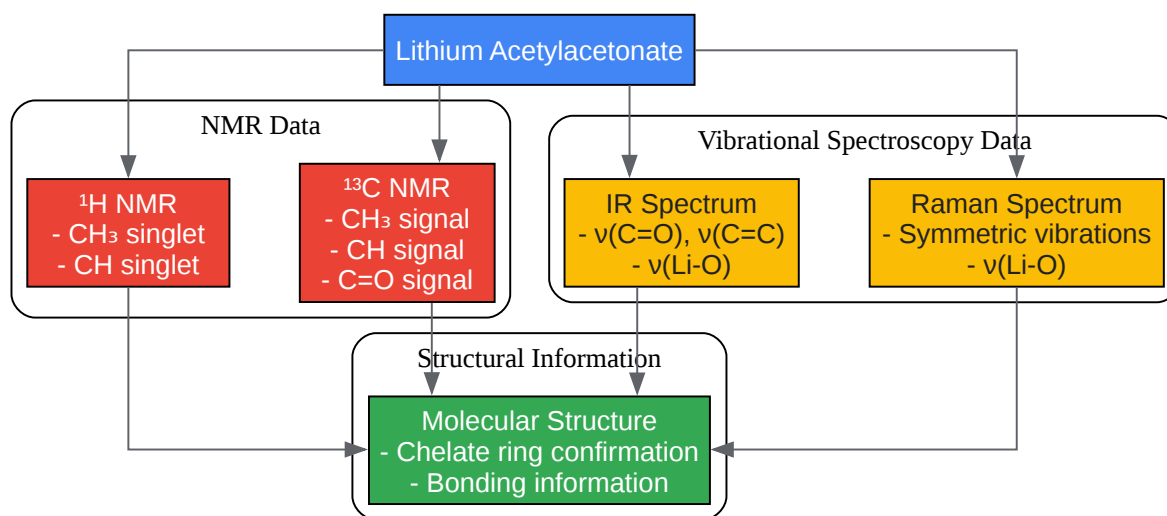 Lithium Acetylacetonate
NMR Data
Vibrational Spectroscopy Data
¹H NMR
- CH₃ singlet
- CH singlet
¹³C NMR
- CH₃ signal
- CH signal
- C=O signal
IR Spectrum
- ν(C=O), ν(C=C)
- ν(Li-O)
Raman Spectrum
- Symmetric vibrations
- ν(Li-O)
Structural Information
Molecular Structure
- Chelate ring confirmation
- Bonding information